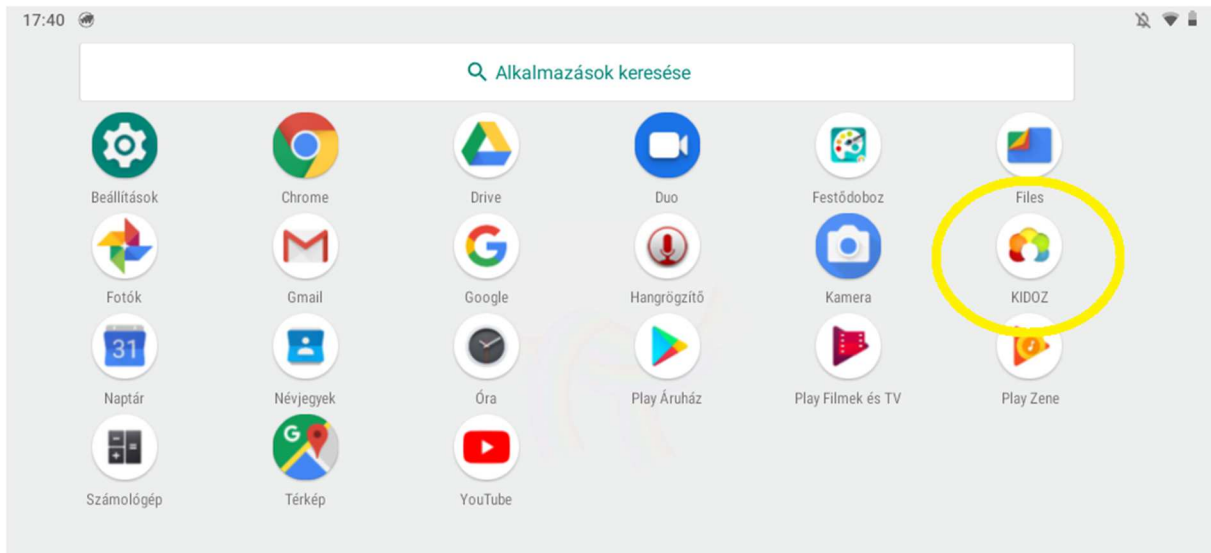 17:40
Alkalmazások keresése
Beállítások Chrome Drive Duo Festődoboz Files
Fotók Gmail Google Hangrögzítő Kamera KIDOZ
31
Naptár Névjegyek Óra Play Áruház Play Filmek és TV Play Zene
G
Számológép Térkép YouTube